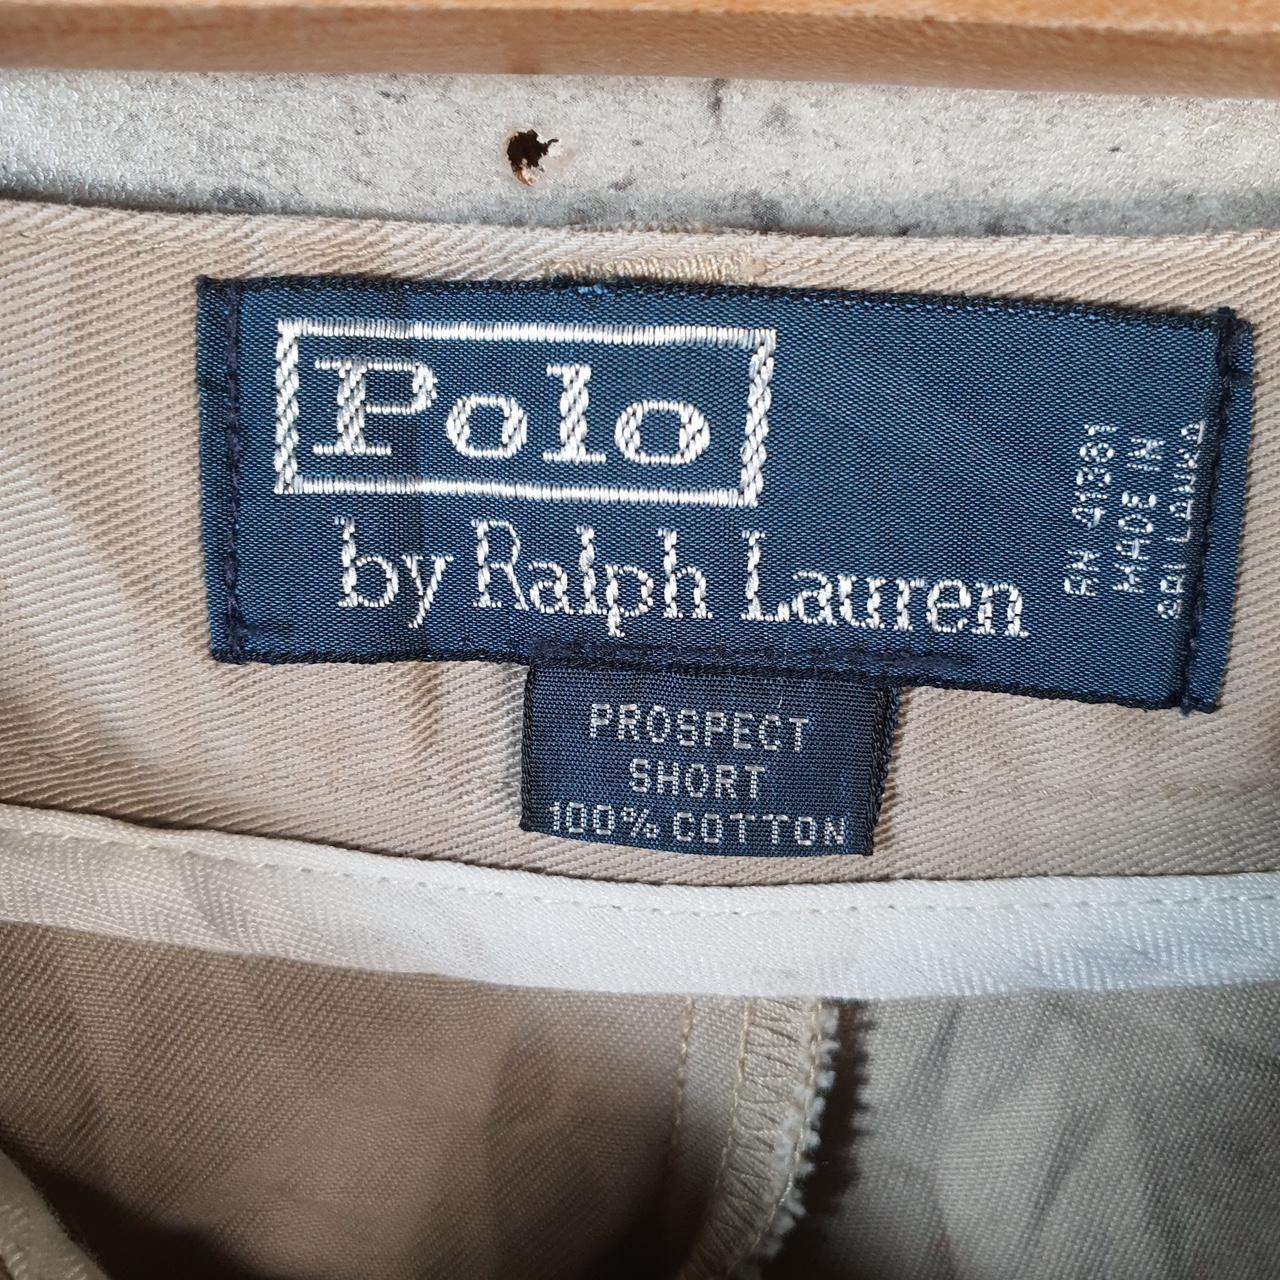 Polo
by Ralph Lauren
RN 41381
MADE IN
SRI LANKA
PROSPECT
SHORT
100% COTTON